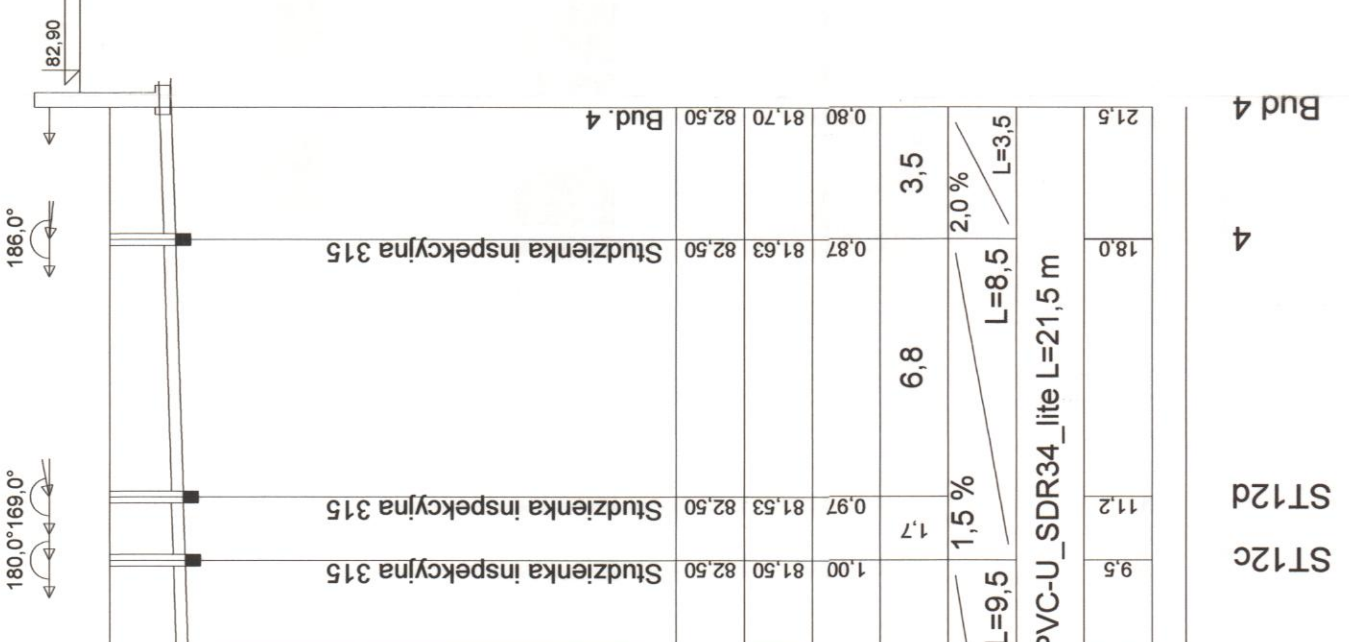 82,90
Bud. 4
82,50
81,70
0,80
3,5
2,0 %
L=3,5
21,5
Bud 4
186,0°
Studzienka inspekcyjna 315
82,50
81,63
0,87
6,8
L=8,5
18.0
4
PVC-U_SDR34_lite L=21,5 m
169,0°
Studzienka inspekcyjna 315
82,50
81,53
0,97
1,7
1,5 %
11,2
ST12d
180,0°
Studzienka inspekcyjna 315
82,50
81,50
1,00
L=9,5
9,5
ST12c